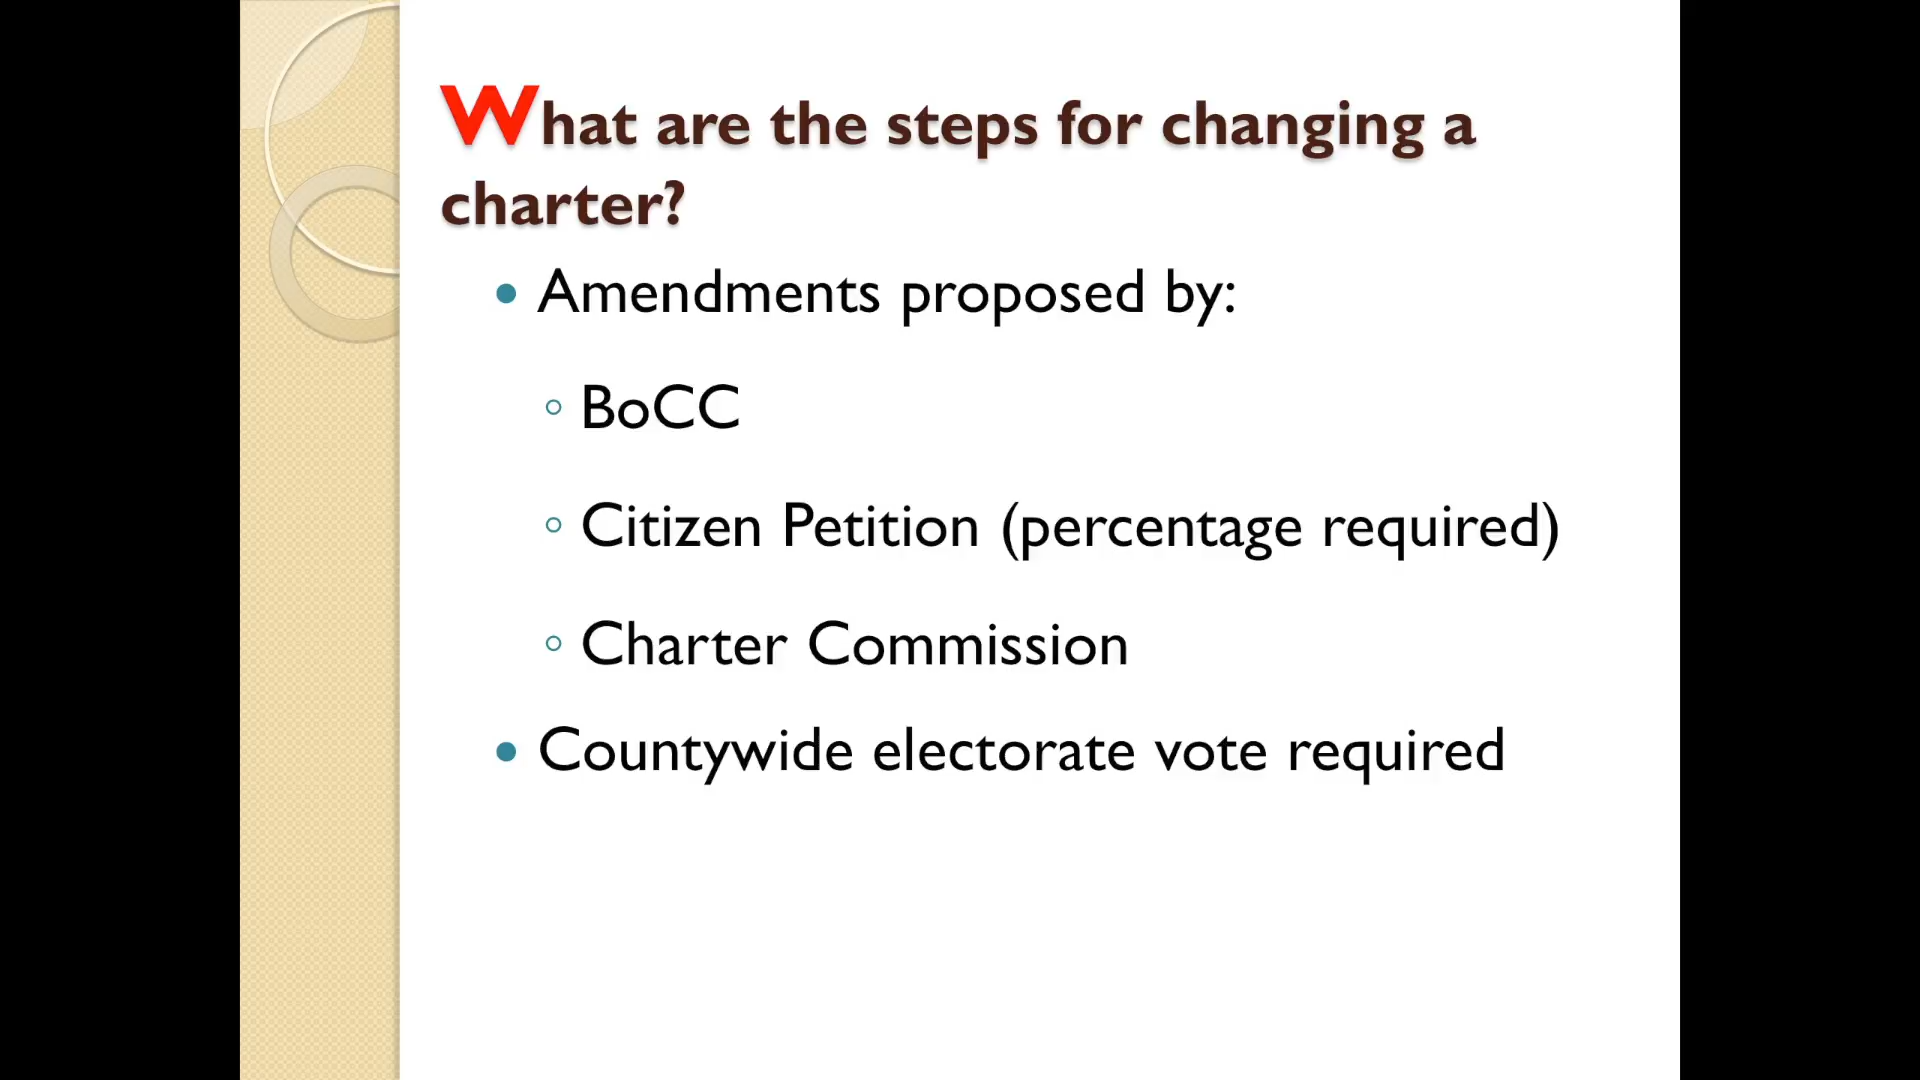 What are the steps for changing a
charter?
• Amendments proposed by:
◦ BoCC
◦ Citizen Petition (percentage required)
◦ Charter Commission
• Countywide electorate vote required